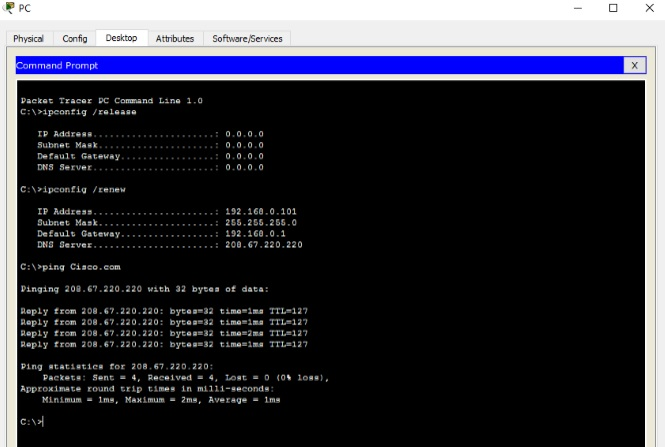 PC
Physical Config Desktop Attributes Software/Services
Command Prompt X
Packet Tracer PC Command Line 1.0
C:\>ipconfig /release
IP Address......................: 0.0.0.0
Subnet Mask.....................: 0.0.0.0
Default Gateway.................: 0.0.0.0
DNS Server......................: 0.0.0.0
C:\>ipconfig /renew
IP Address......................: 192.168.0.101
Subnet Mask.....................: 255.255.255.0
Default Gateway.................: 192.168.0.1
DNS Server......................: 208.67.220.220
C:\>ping Cisco.com
Pinging 208.67.220.220 with 32 bytes of data:
Reply from 208.67.220.220: bytes=32 time=1ms TTL=127
Reply from 208.67.220.220: bytes=32 time=1ms TTL=127
Reply from 208.67.220.220: bytes=32 time=2ms TTL=127
Reply from 208.67.220.220: bytes=32 time=1ms TTL=127
Ping statistics for 208.67.220.220:
Packets: Sent = 4, Received = 4, Lost = 0 (0% loss),
Approximate round trip times in milli-seconds:
Minimum = 1ms, Maximum = 2ms, Average = 1ms
C:\>